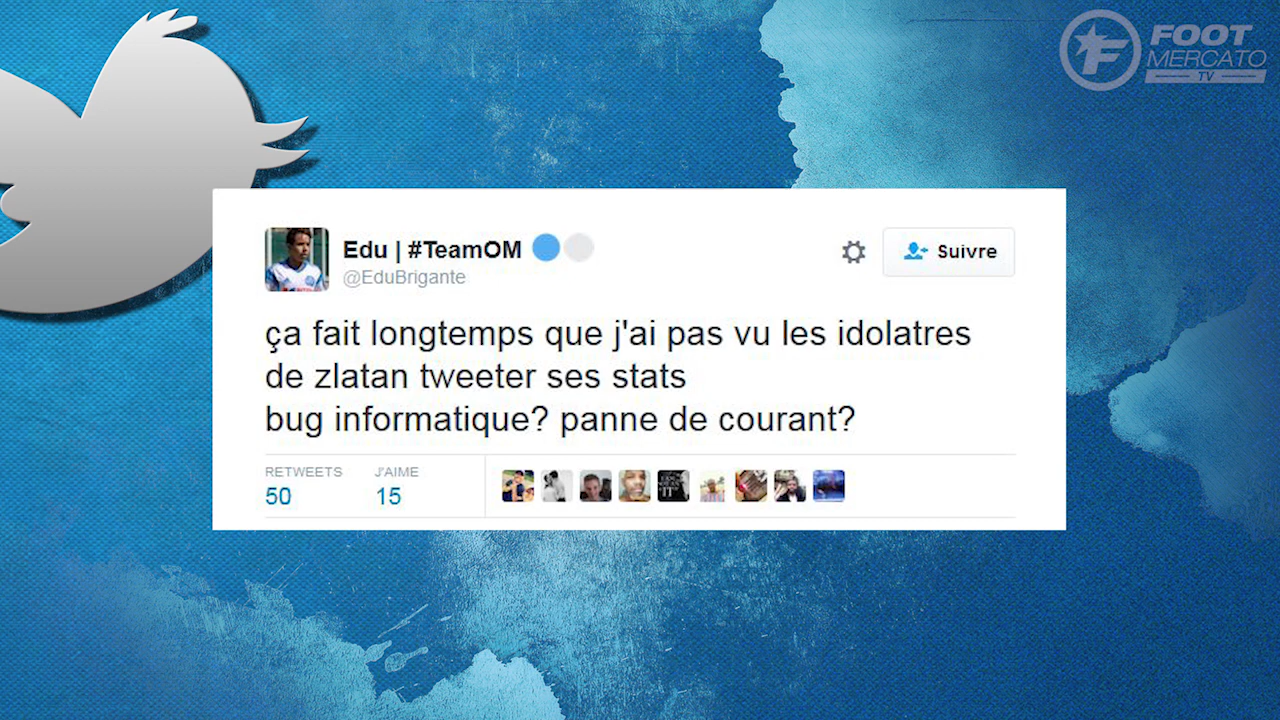 FOOT
MERCATO
TV
Edu | #TeamOM
@EduBrigante
Suivre
ça fait longtemps que j'ai pas vu les idolatres
de zlatan tweeter ses stats
bug informatique? panne de courant?
RETWEETS J'AIME
50 15